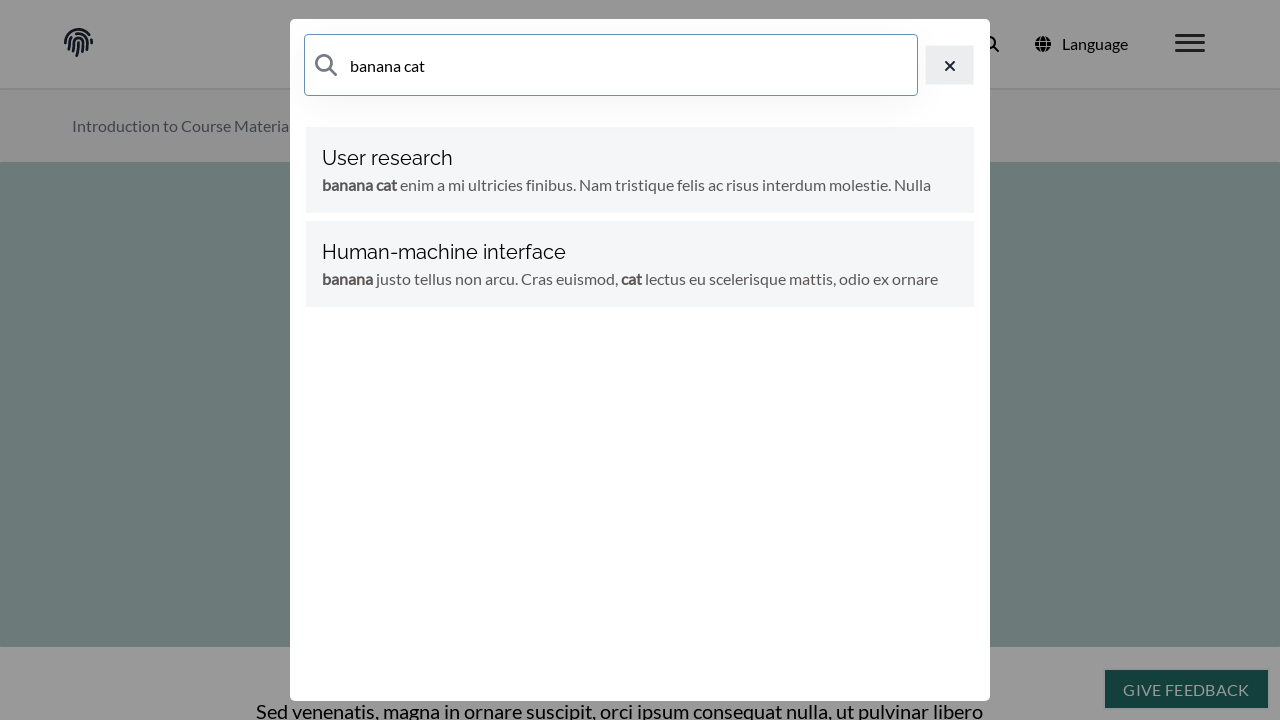 banana cat
Language
Introduction to Course Materia
User research
banana cat enim a mi ultricies finibus. Nam tristique felis ac risus interdum molestie. Nulla
Human-machine interface
banana justo tellus non arcu. Cras euismod, cat lectus eu scelerisque mattis, odio ex ornare
GIVE FEEDBACK
Sed venenatis, magna in ornare suscipit, orci ipsum consequat nulla, ut pulvinar libero